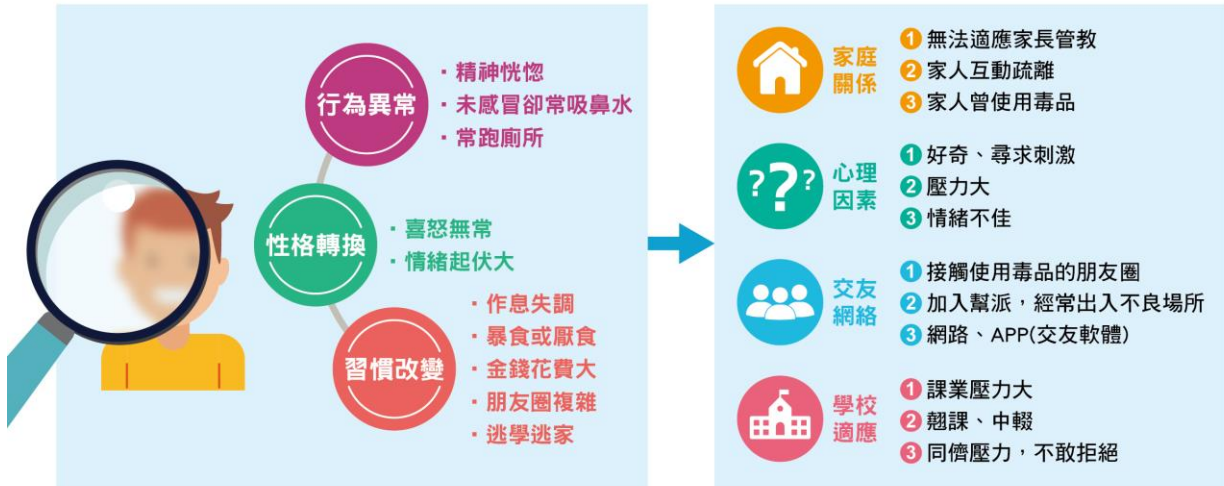 行為異常
· 精神恍惚
· 未感冒卻常吸鼻水
· 常跑廁所
性格轉換
· 喜怒無常
· 情緒起伏大
習慣改變
· 作息失調
· 暴食或厭食
· 金錢花費大
· 朋友圈複雜
· 逃學逃家
家庭
關係
1 無法適應家長管教
2 家人互動疏離
3 家人曾使用毒品
???
心理
因素
1 好奇、尋求刺激
2 壓力大
3 情緒不佳
交友
網絡
1 接觸使用毒品的朋友圈
2 加入幫派，經常出入不良場所
3 網路、APP(交友軟體)
學校
適應
1 課業壓力大
2 翹課、中輟
3 同儕壓力，不敢拒絕